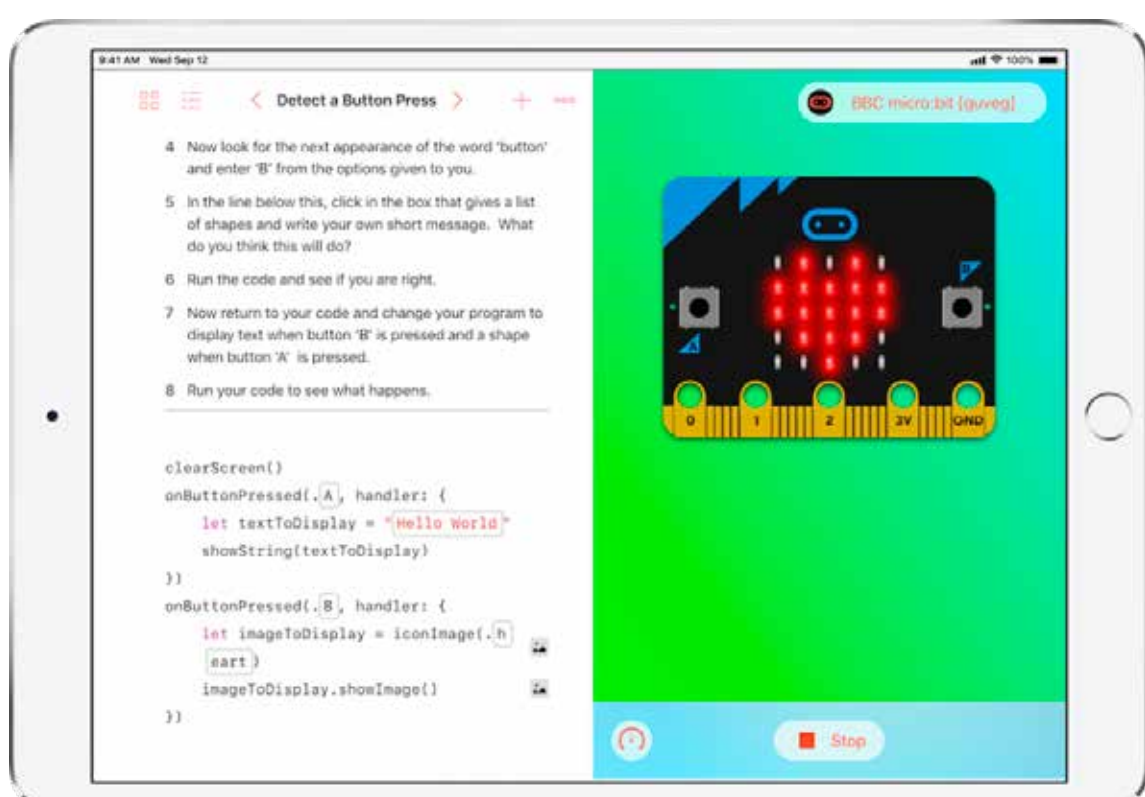 9:41 AM Wed Sep 12
100%
Detect a Button Press
BBC micro:bit [guveg]
4 Now look for the next appearance of the word 'button'
and enter 'B' from the options given to you.
5 In the line below this, click in the box that gives a list
of shapes and write your own short message. What
do you think this will do?
6 Run the code and see if you are right.
7 Now return to your code and change your program to
display text when button 'B' is pressed and a shape
when button 'A' is pressed.
8 Run your code to see what happens.
clearScreen()
onButtonPressed(.A, handler: {
let textToDisplay = "Hello World"
showString(textToDisplay)
})
onButtonPressed(.B, handler: {
let imageToDisplay = iconImage(.h
eart)
imageToDisplay.showImage()
})
B
A
0 1 2 3V GND
Stop